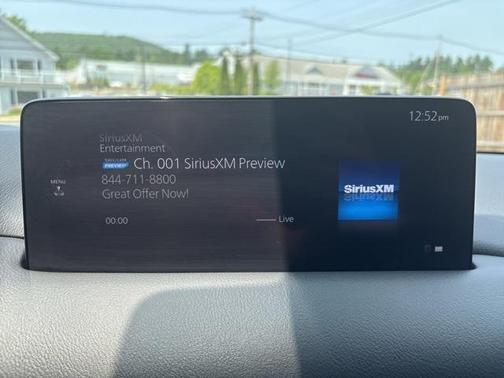 12:52pm
SiriusXM
Entertainment
Ch. 001 SiriusXM Preview
844-711-8800
Great Offer Now!
MENU
00:00
Live
SiriusXM